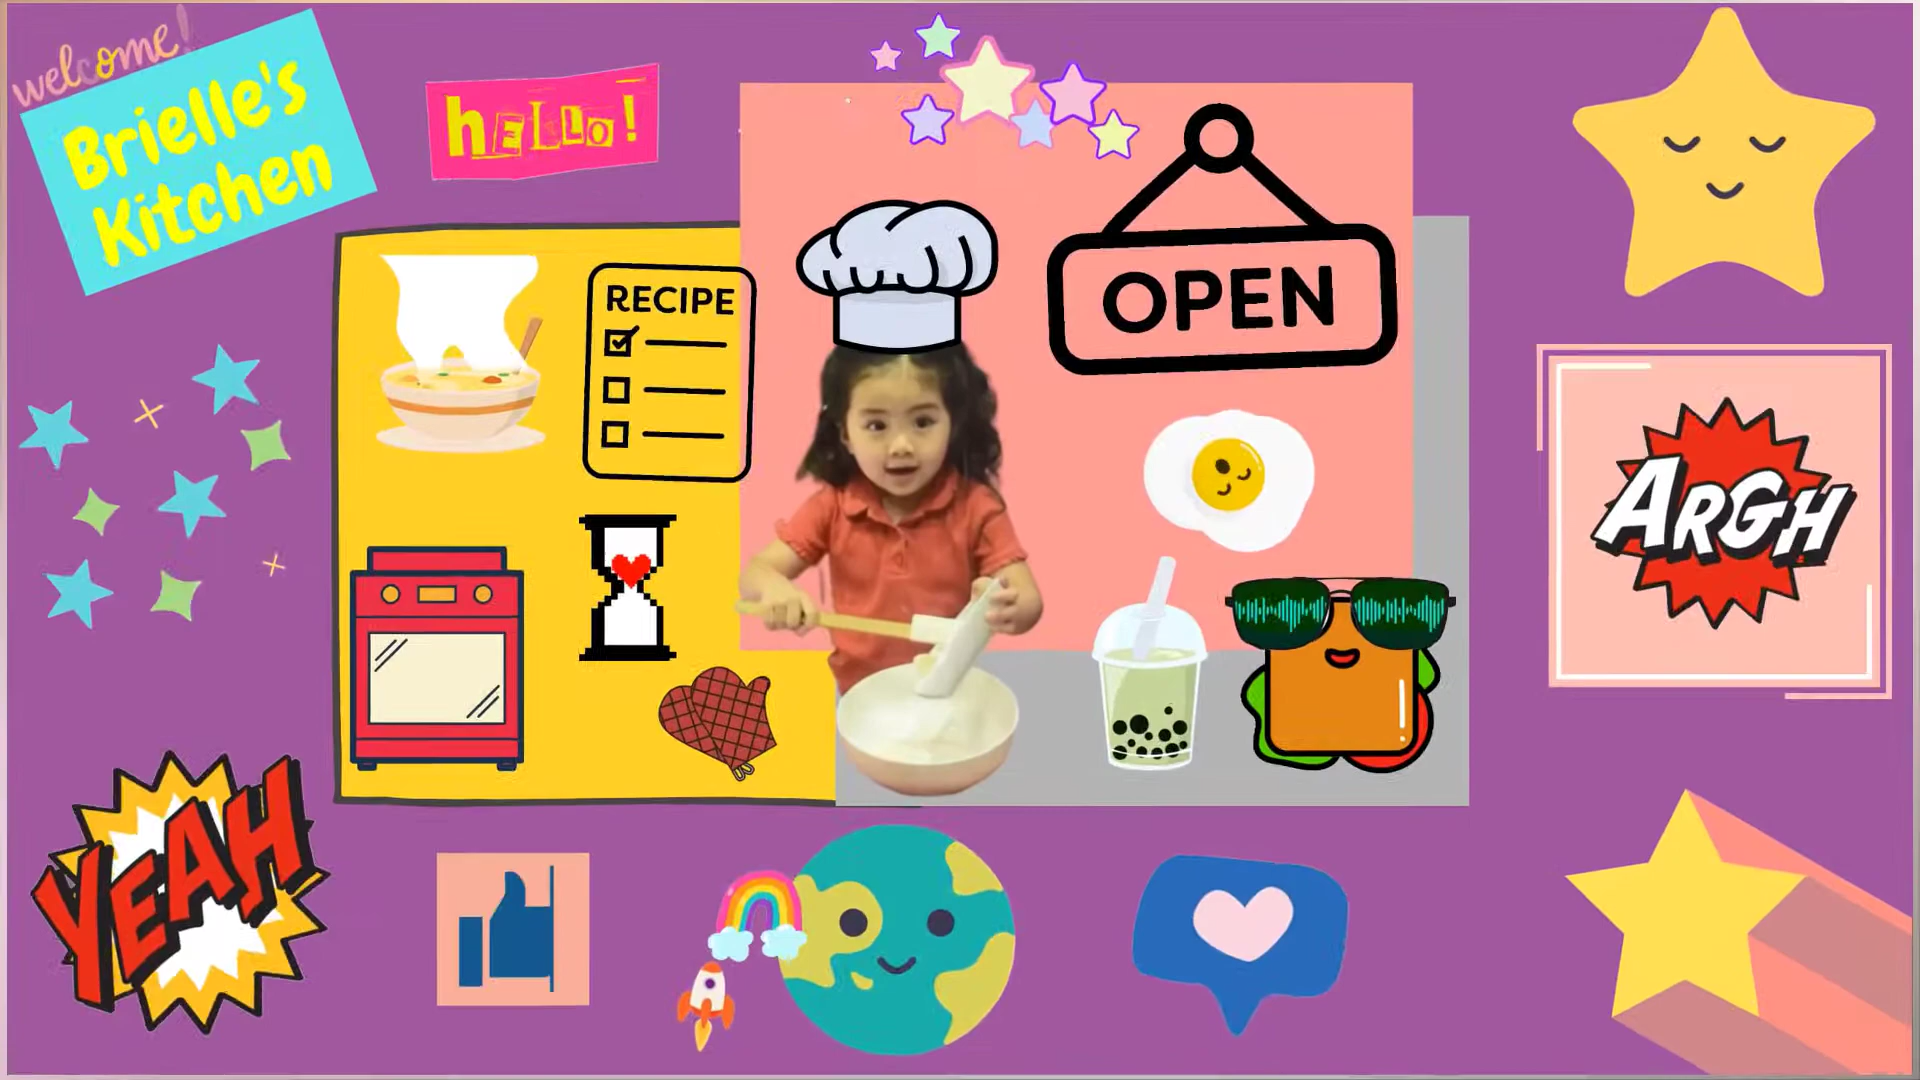 welcome!
Brielle's
Kitchen
hELLO!
RECIPE
OPEN
ARGH
YEAH